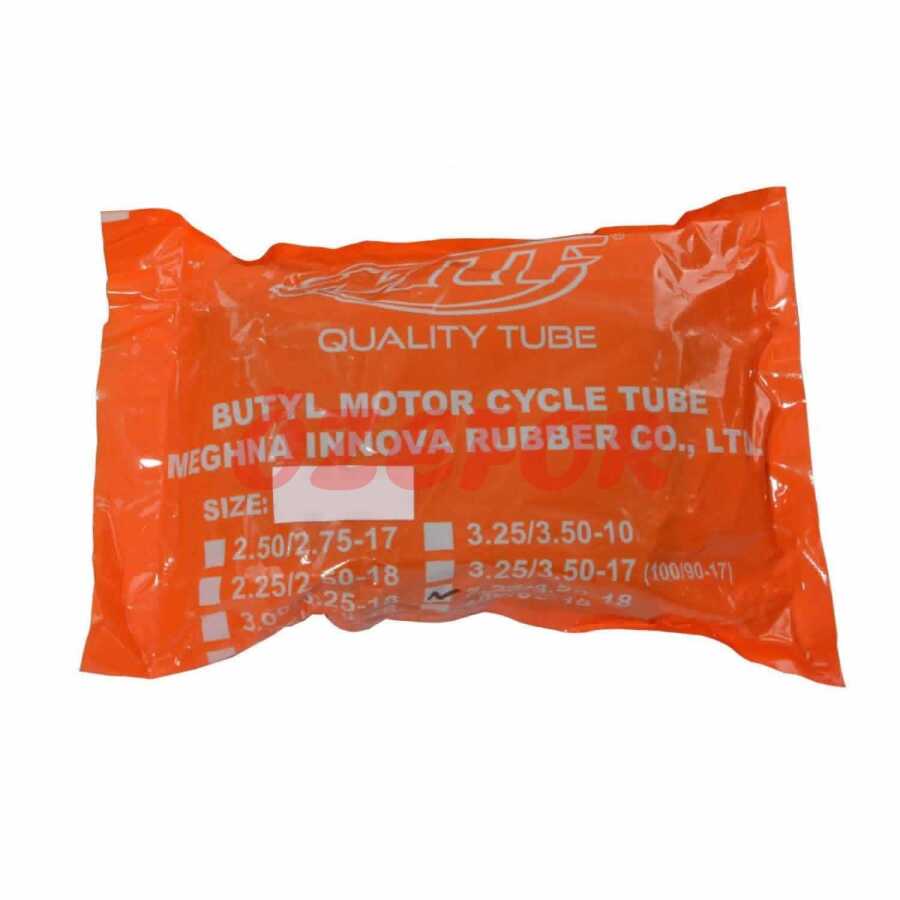 QUALITY TUBE
BUTYL MOTOR CYCLE TUBE
MEGHNA INNOVA RUBBER CO., LTD.
SIZE:
2.50/2.75-17
3.25/3.50-10
2.25/2.50-18
3.25/3.50-17 (100/90-17)